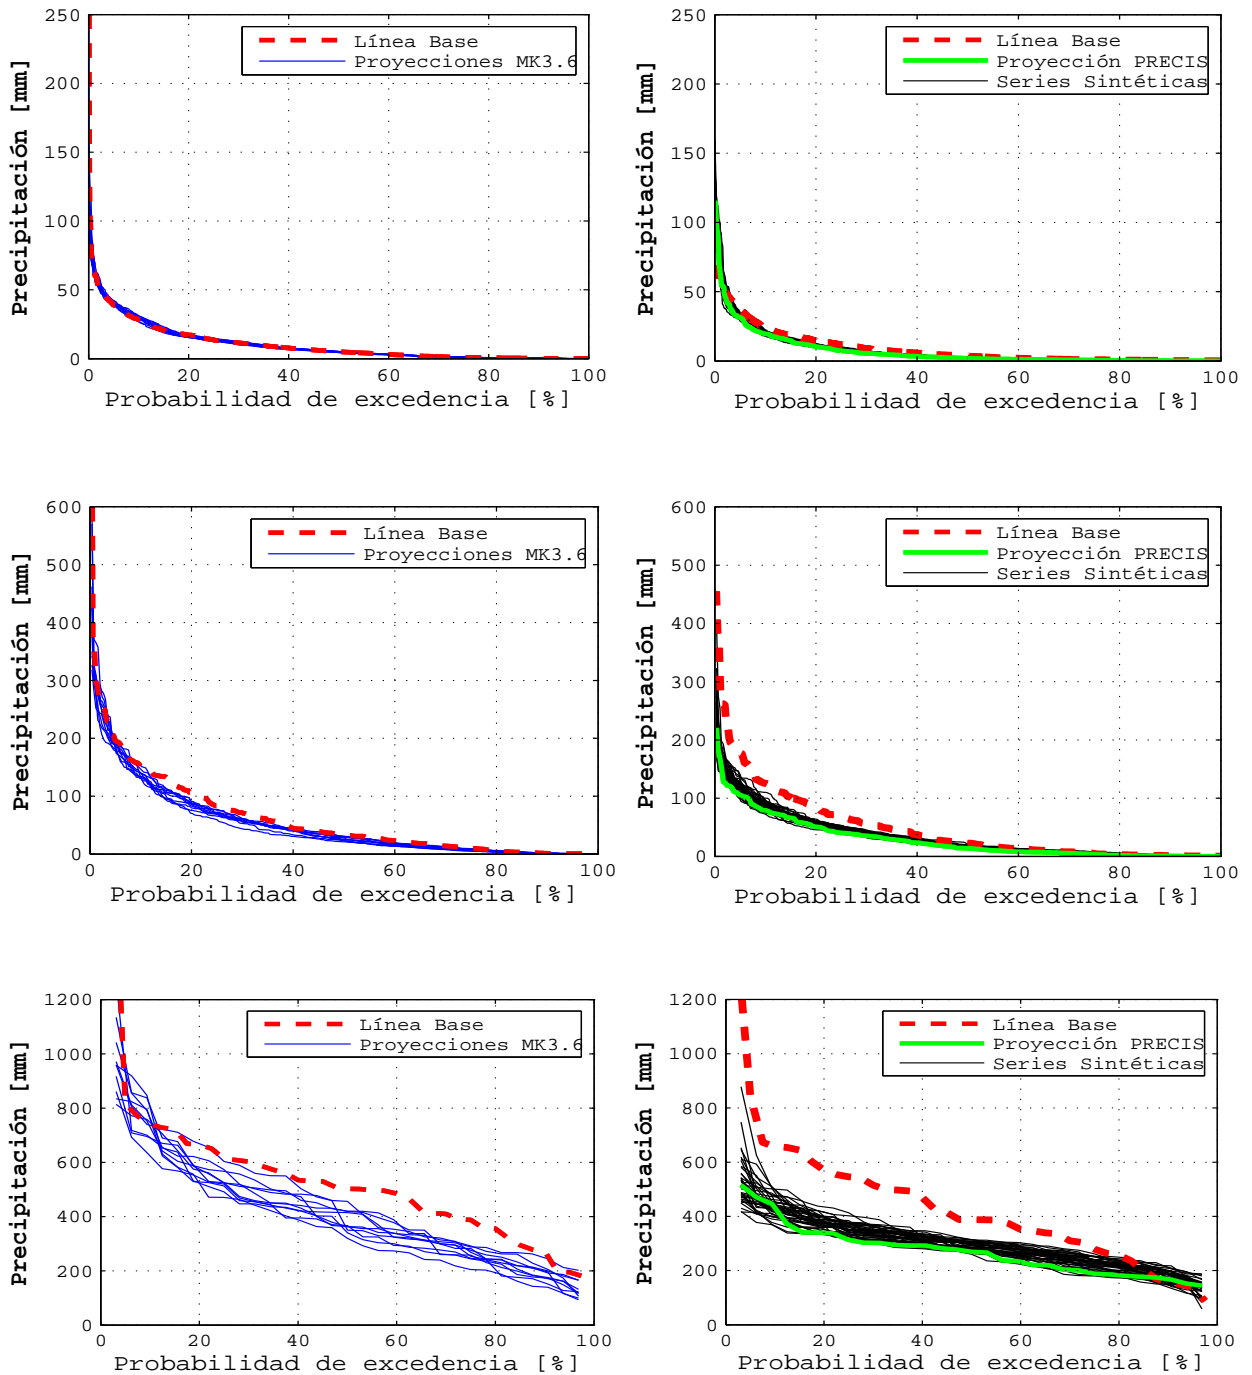 250
200
150
100
50
0
Precipitación [mm]
Línea Base
Proyecciones MK3.6
0 20 40 60 80 100
Probabilidad de excedencia [%]
250
200
150
100
50
0
Precipitación [mm]
Línea Base
Proyección PRECIS
Series Sintéticas
0 20 40 60 80 100
Probabilidad de excedencia [%]
600
500
400
300
200
100
0
Precipitación [mm]
Línea Base
Proyecciones MK3.6
0 20 40 60 80 100
Probabilidad de excedencia [%]
600
500
400
300
200
100
0
Precipitación [mm]
Línea Base
Proyección PRECIS
Series Sintéticas
0 20 40 60 80 100
Probabilidad de excedencia [%]
1200
1000
800
600
400
200
0
Precipitación [mm]
Línea Base
Proyecciones MK3.6
0 20 40 60 80 100
Probabilidad de excedencia [%]
1200
1000
800
600
400
200
0
Precipitación [mm]
Línea Base
Proyección PRECIS
Series Sintéticas
0 20 40 60 80 100
Probabilidad de excedencia [%]